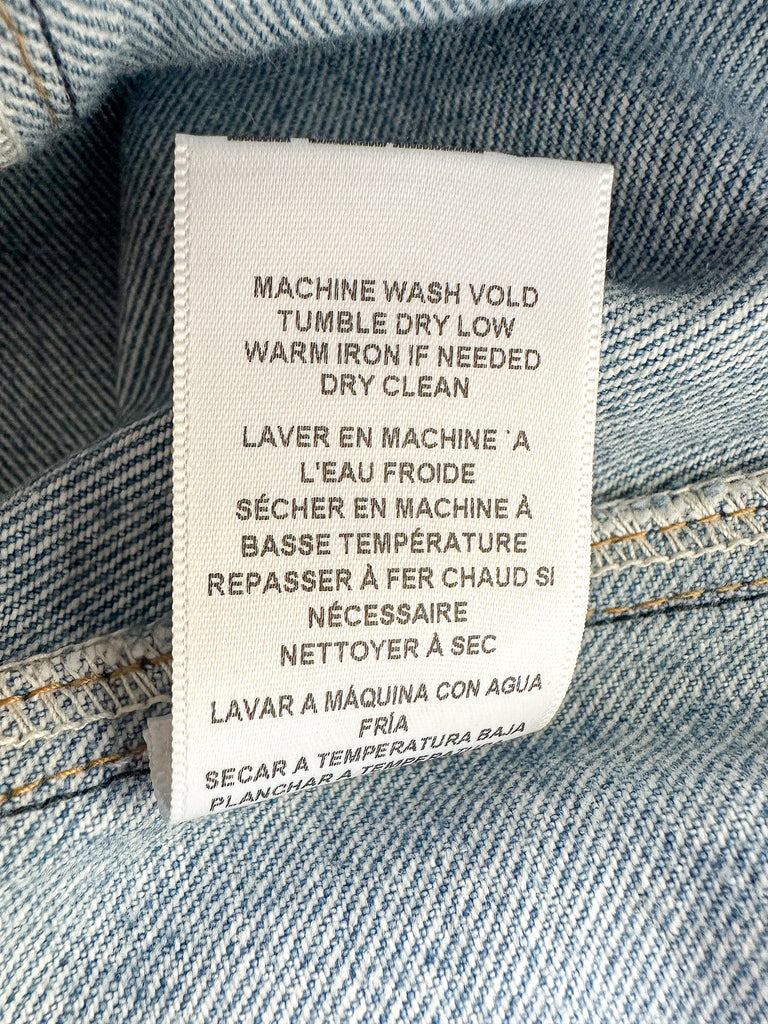 MACHINE WASH VOLD
TUMBLE DRY LOW
WARM IRON IF NEEDED
DRY CLEAN
LAVER EN MACHINE `A
L'EAU FROIDE
SÉCHER EN MACHINE À
BASSE TEMPÉRATURE
REPASSER À FER CHAUD SI
NÉCESSAIRE
NETTOYER À SEC
LAVAR A MÁQUINA CON AGUA
FRÍA
SECAR A TEMPERATURA BAJA
PLANCHAR A